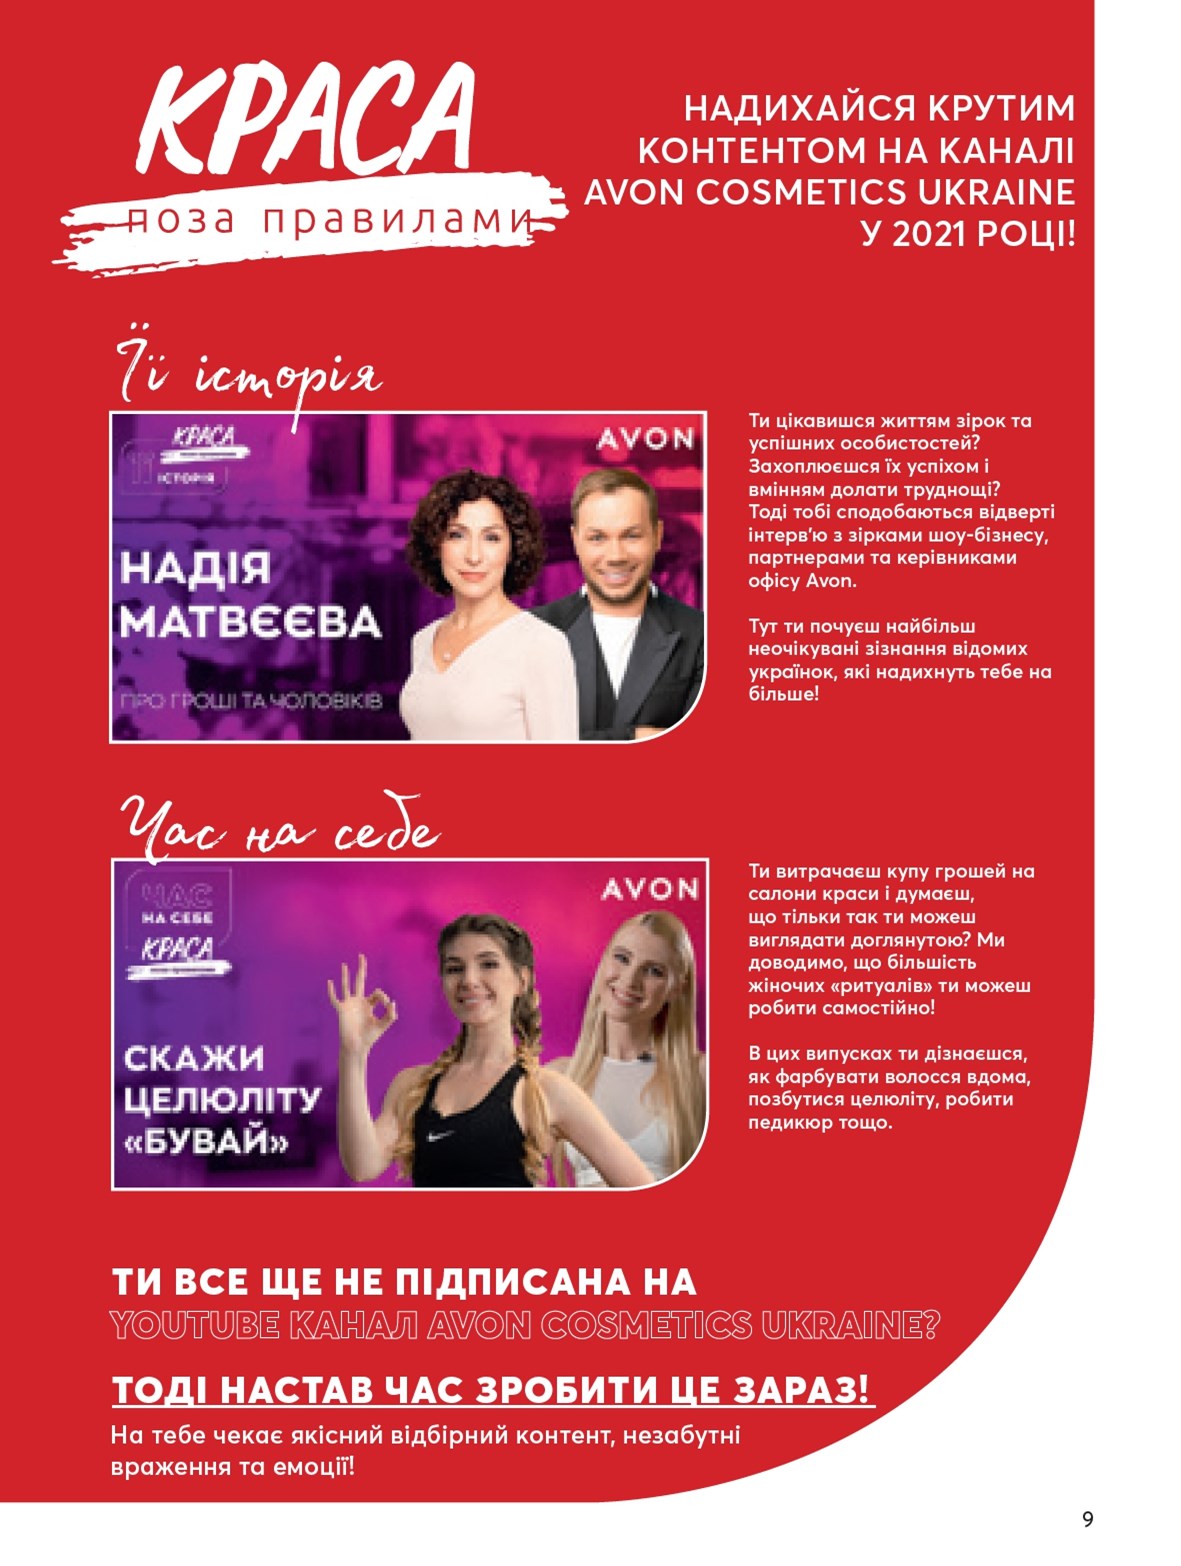 КРАСА
поза правилами
НАДИХАЙСЯ КРУТИМ
КОНТЕНТОМ НА КАНАЛІ
AVON COSMETICS UKRAINE
У 2021 РОЦІ!
Її історія
КРАСА
ЇЇ
ІСТОРІЯ
AVON
НАДІЯ
МАТВЄЄВА
ПРО ГРОШІ ТА ЧОЛОВІКІВ
Ти цікавишся життям зірок та
успішних особистостей?
Захоплюєшся їх успіхом і
вмінням долати труднощі?
Тоді тобі сподобаються відверті
інтерв'ю з зірками шоу-бізнесу,
партнерами та керівниками
офісу Avon.
Тут ти почуєш найбільш
неочікувані зізнання відомих
українок, які надихнуть тебе на
більше!
Час на себе
ЧАС
НА СЕБЕ
КРАСА
AVON
СКАЖИ
ЦЕЛЮЛІТУ
«БУВАЙ»
Ти витрачаєш купу грошей на
салони краси і думаєш,
що тільки так ти можеш
виглядати доглянутою? Ми
доводимо, що більшість
жіночих «ритуалів» ти можеш
робити самостійно!
В цих випусках ти дізнаєшся,
як фарбувати волосся вдома,
позбутися целюліту, робити
педикюр тощо.
ТИ ВСЕ ЩЕ НЕ ПІДПИСАНА НА
YOUTUBE КАНАЛ AVON COSMETICS UKRAINE?
ТОДІ НАСТАВ ЧАС ЗРОБИТИ ЦЕ ЗАРАЗ!
На тебе чекає якісний відбірний контент, незабутні
враження та емоції!
9